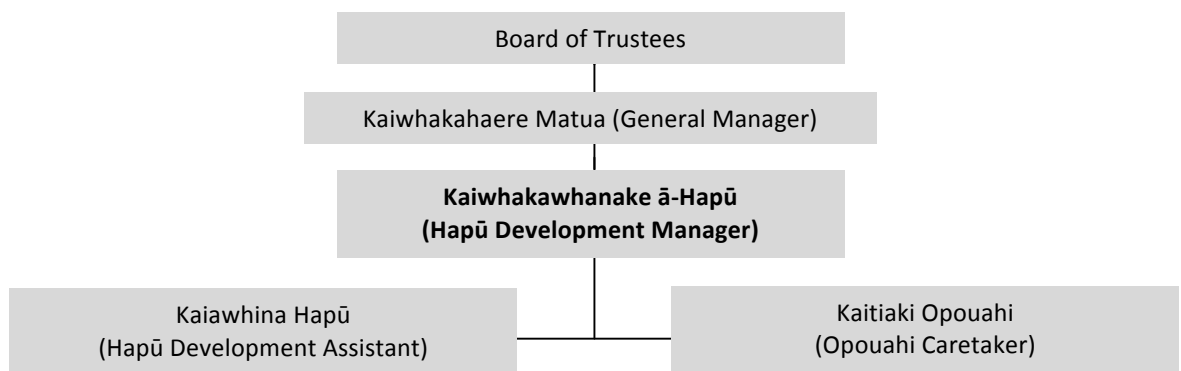 Board of Trustees
Kaiwhakahaere Matua (General Manager)
Kaiwhakawhanake ā-Hapū
(Hapū Development Manager)
Kaiawhina Hapū
(Hapū Development Assistant)
Kaitiaki Opouahi
(Opouahi Caretaker)